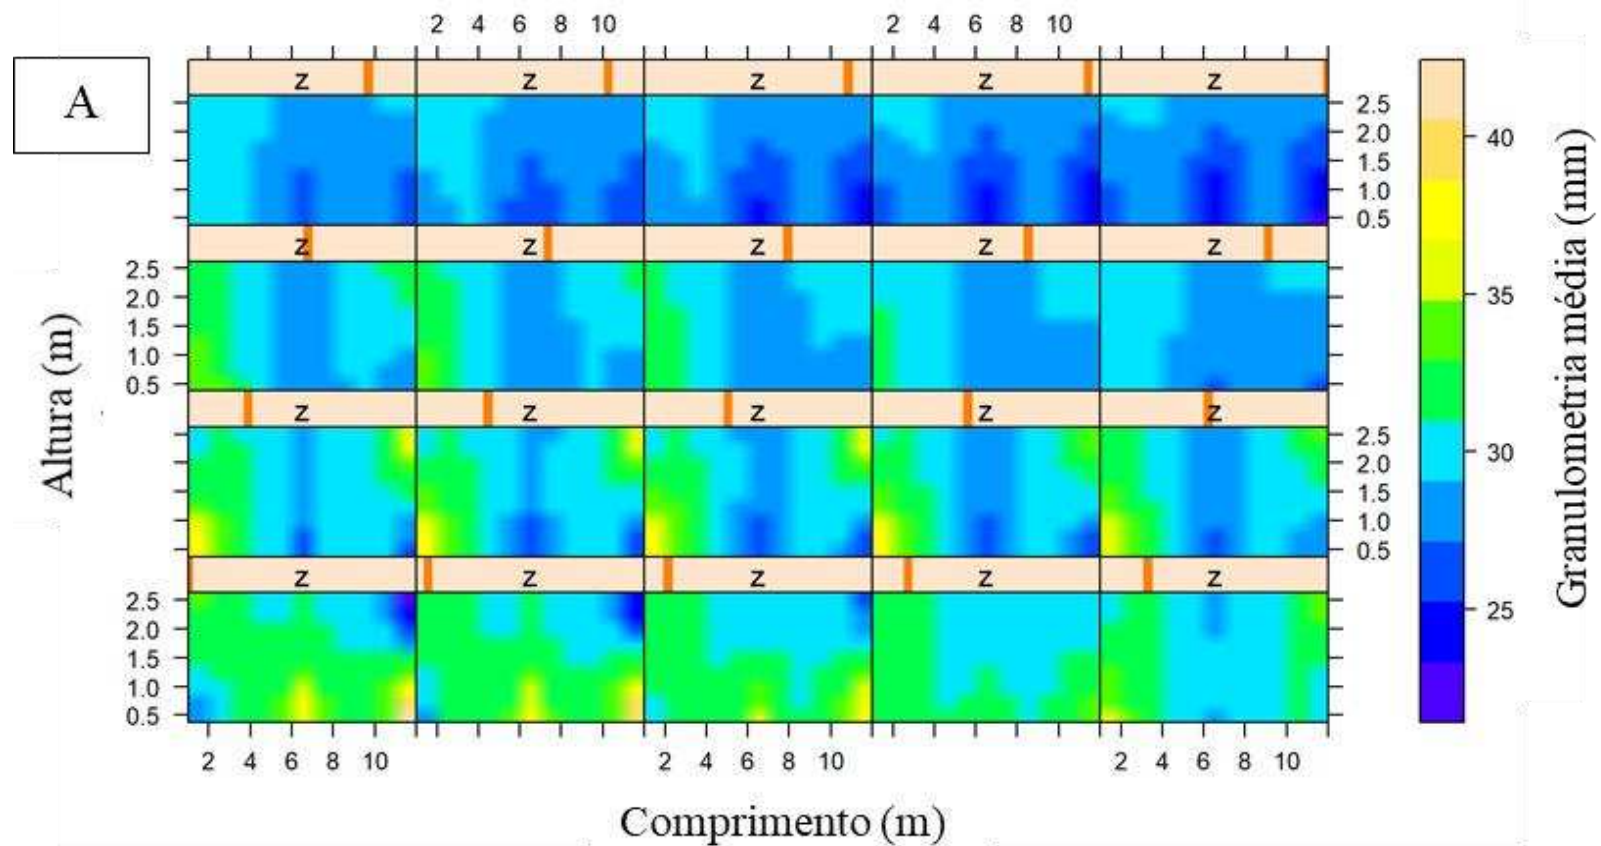 2 4 6 8 10 2 4 6 8 10
A
z z z z z
2.5
2.0
1.5
1.0
0.5
z z z z z
2.5
2.0
1.5
1.0
0.5
z z z z z
2.5
2.0
1.5
1.0
0.5
z z z z z
2.5
2.0
1.5
1.0
0.5
2 4 6 8 10 2 4 6 8 10 2 4 6 8 10
Comprimento (m)
Altura (m)
40
35
30
25
Granulometria média (mm)